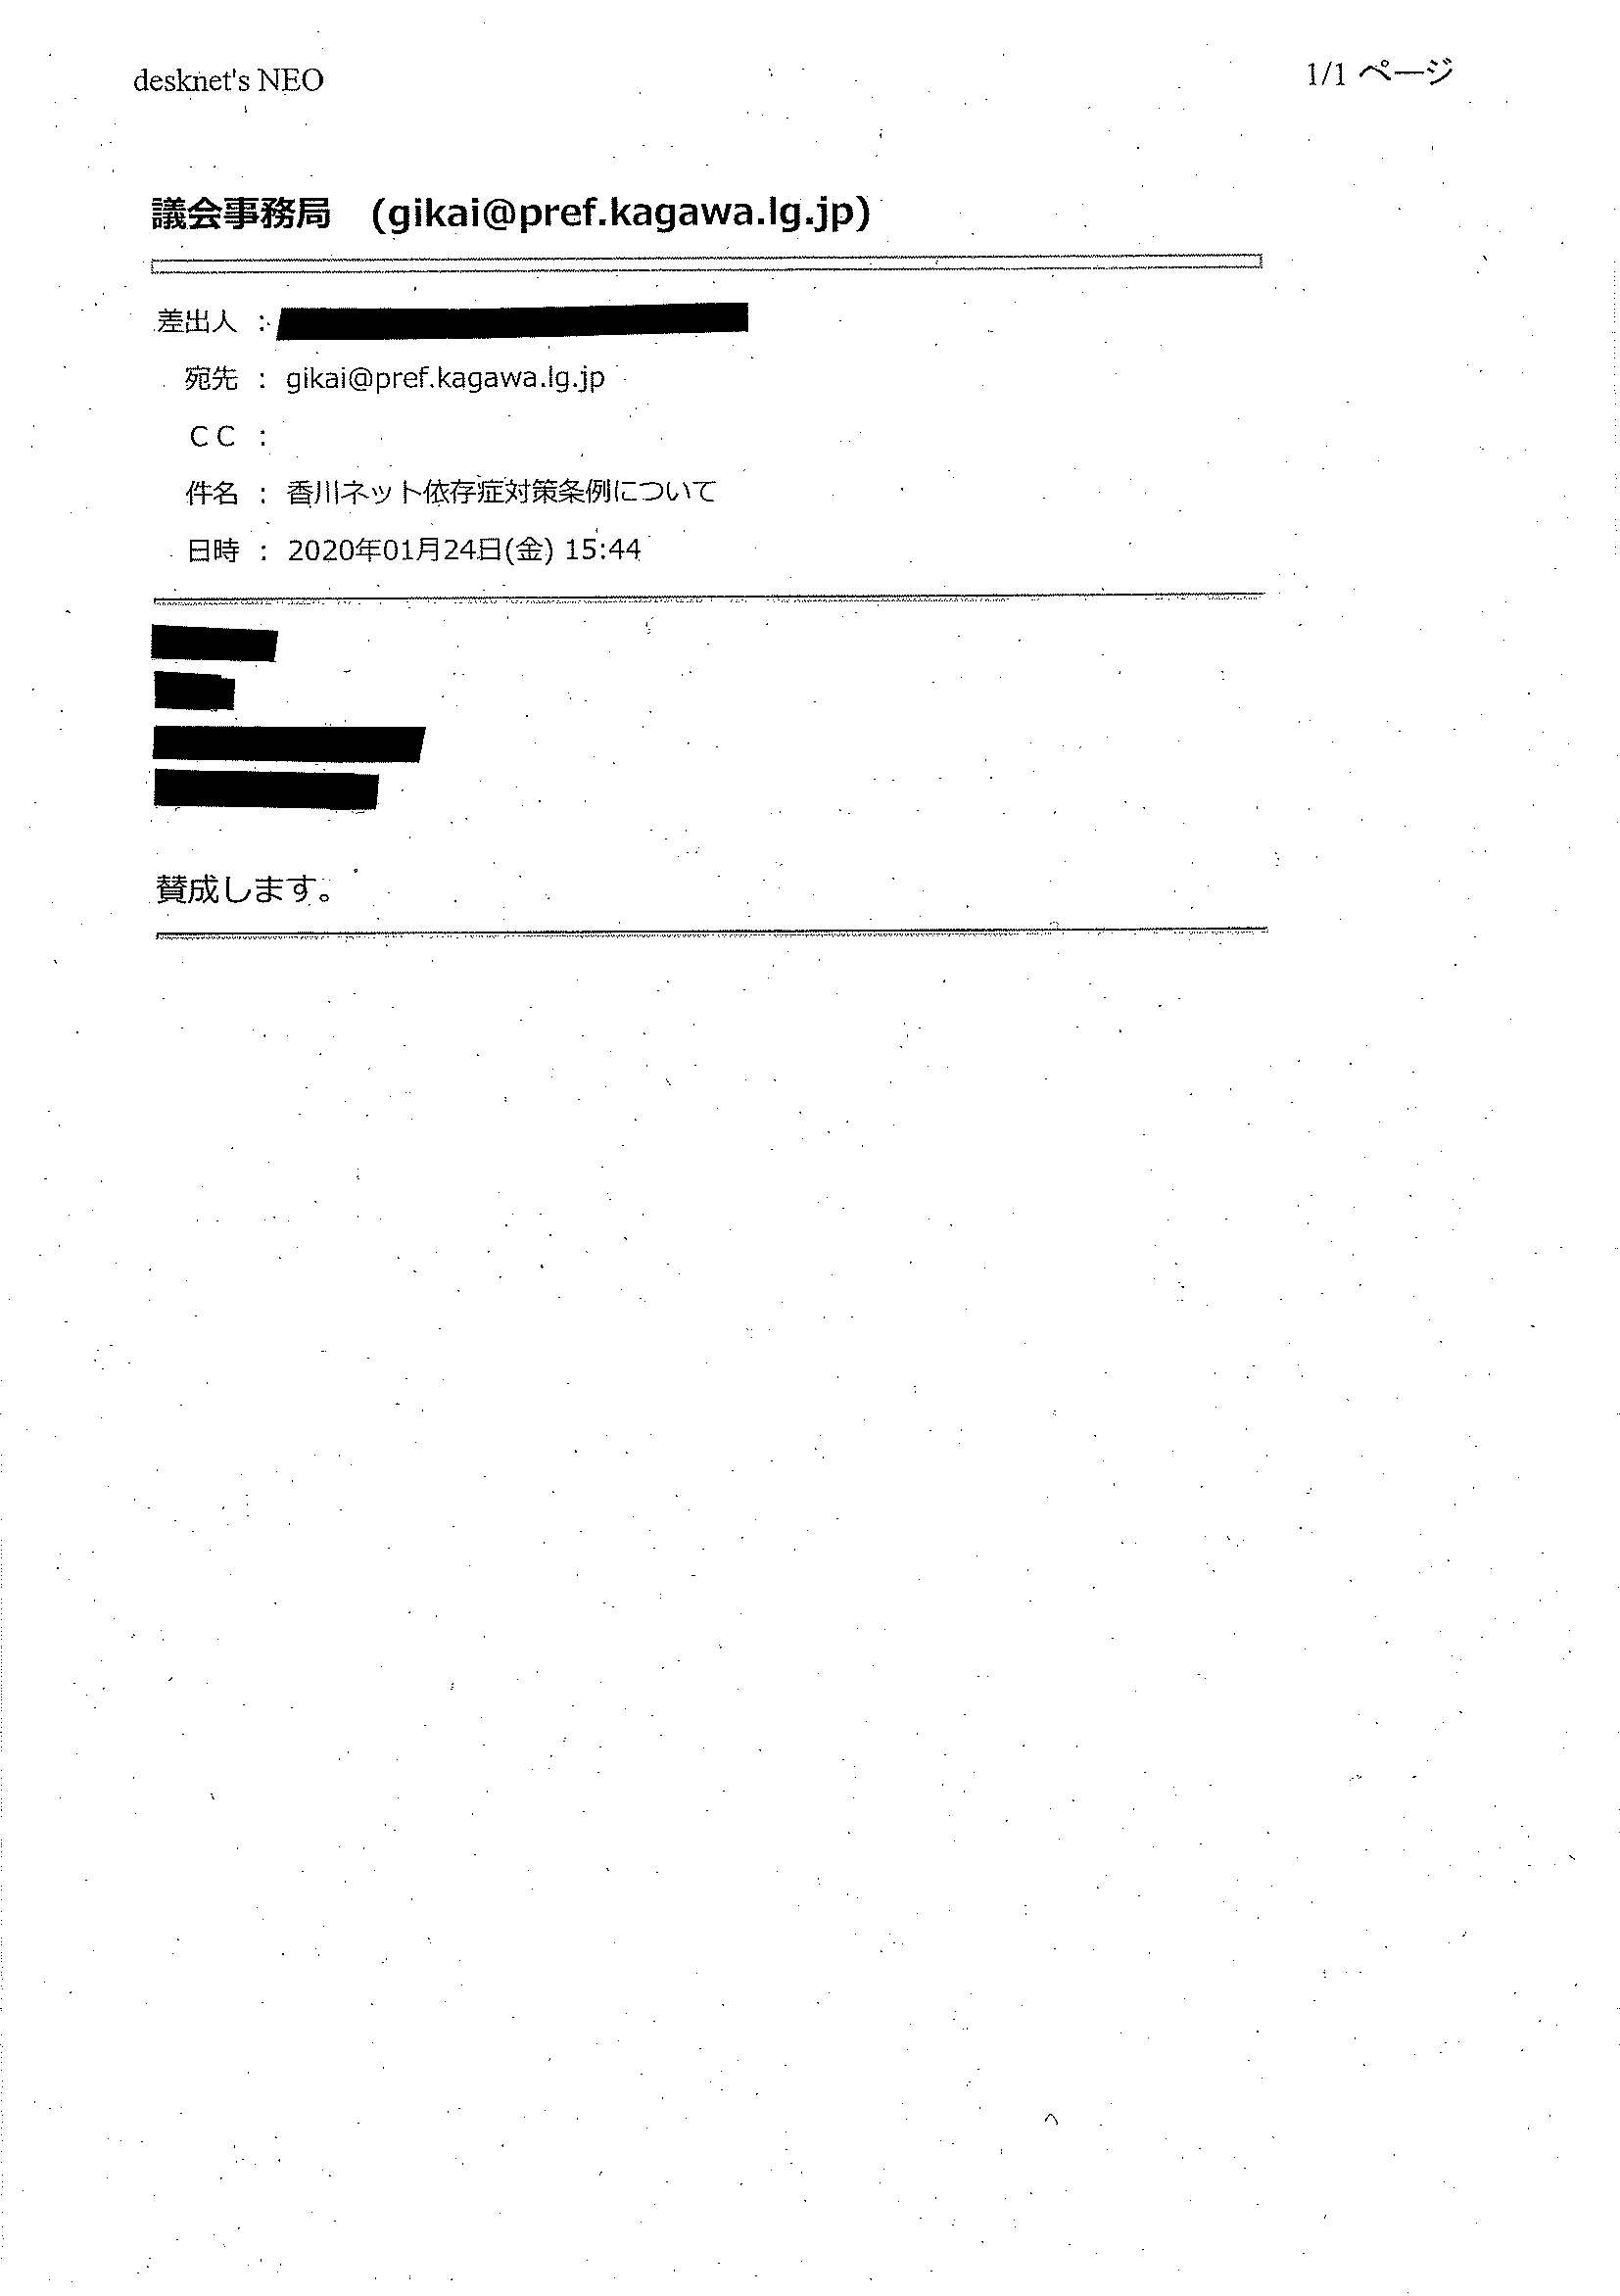 desknet's NEO
1/1 ページ
議会事務局 (gikai@pref.kagawa.lg.jp)
差出人 :
宛先 : gikai@pref.kagawa.lg.jp
CC :
件名 : 香川ネット依存症対策条例について
日時 : 2020年01月24日(金) 15:44
賛成します。